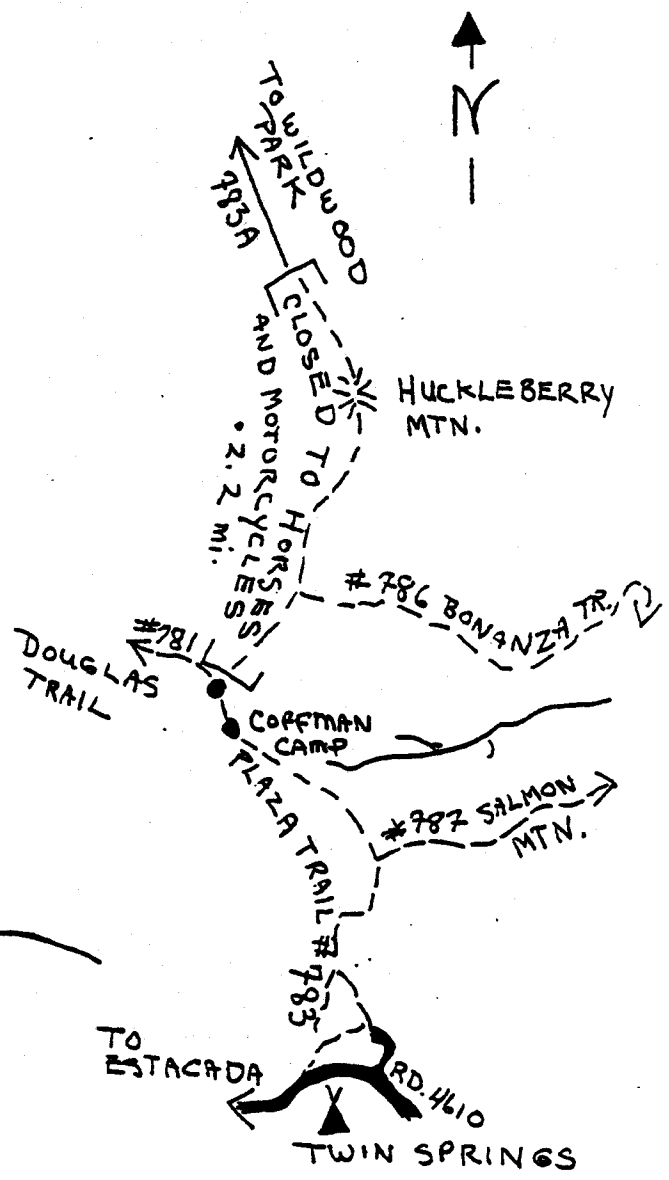 N
TO WILDWOOD
PARK
783A
CLOSED TO HORSES
AND MOTORCYCLES
• 2.2 mi.
HUCKLEBERRY
MTN.
# 786 BONANZA TR.
#781
DOUGLAS
TRAIL
COFFMAN
CAMP
PLAZA TRAIL #783
#787 SALMON
MTN.
TO
ESTACADA
RD. 4610
TWIN SPRINGS